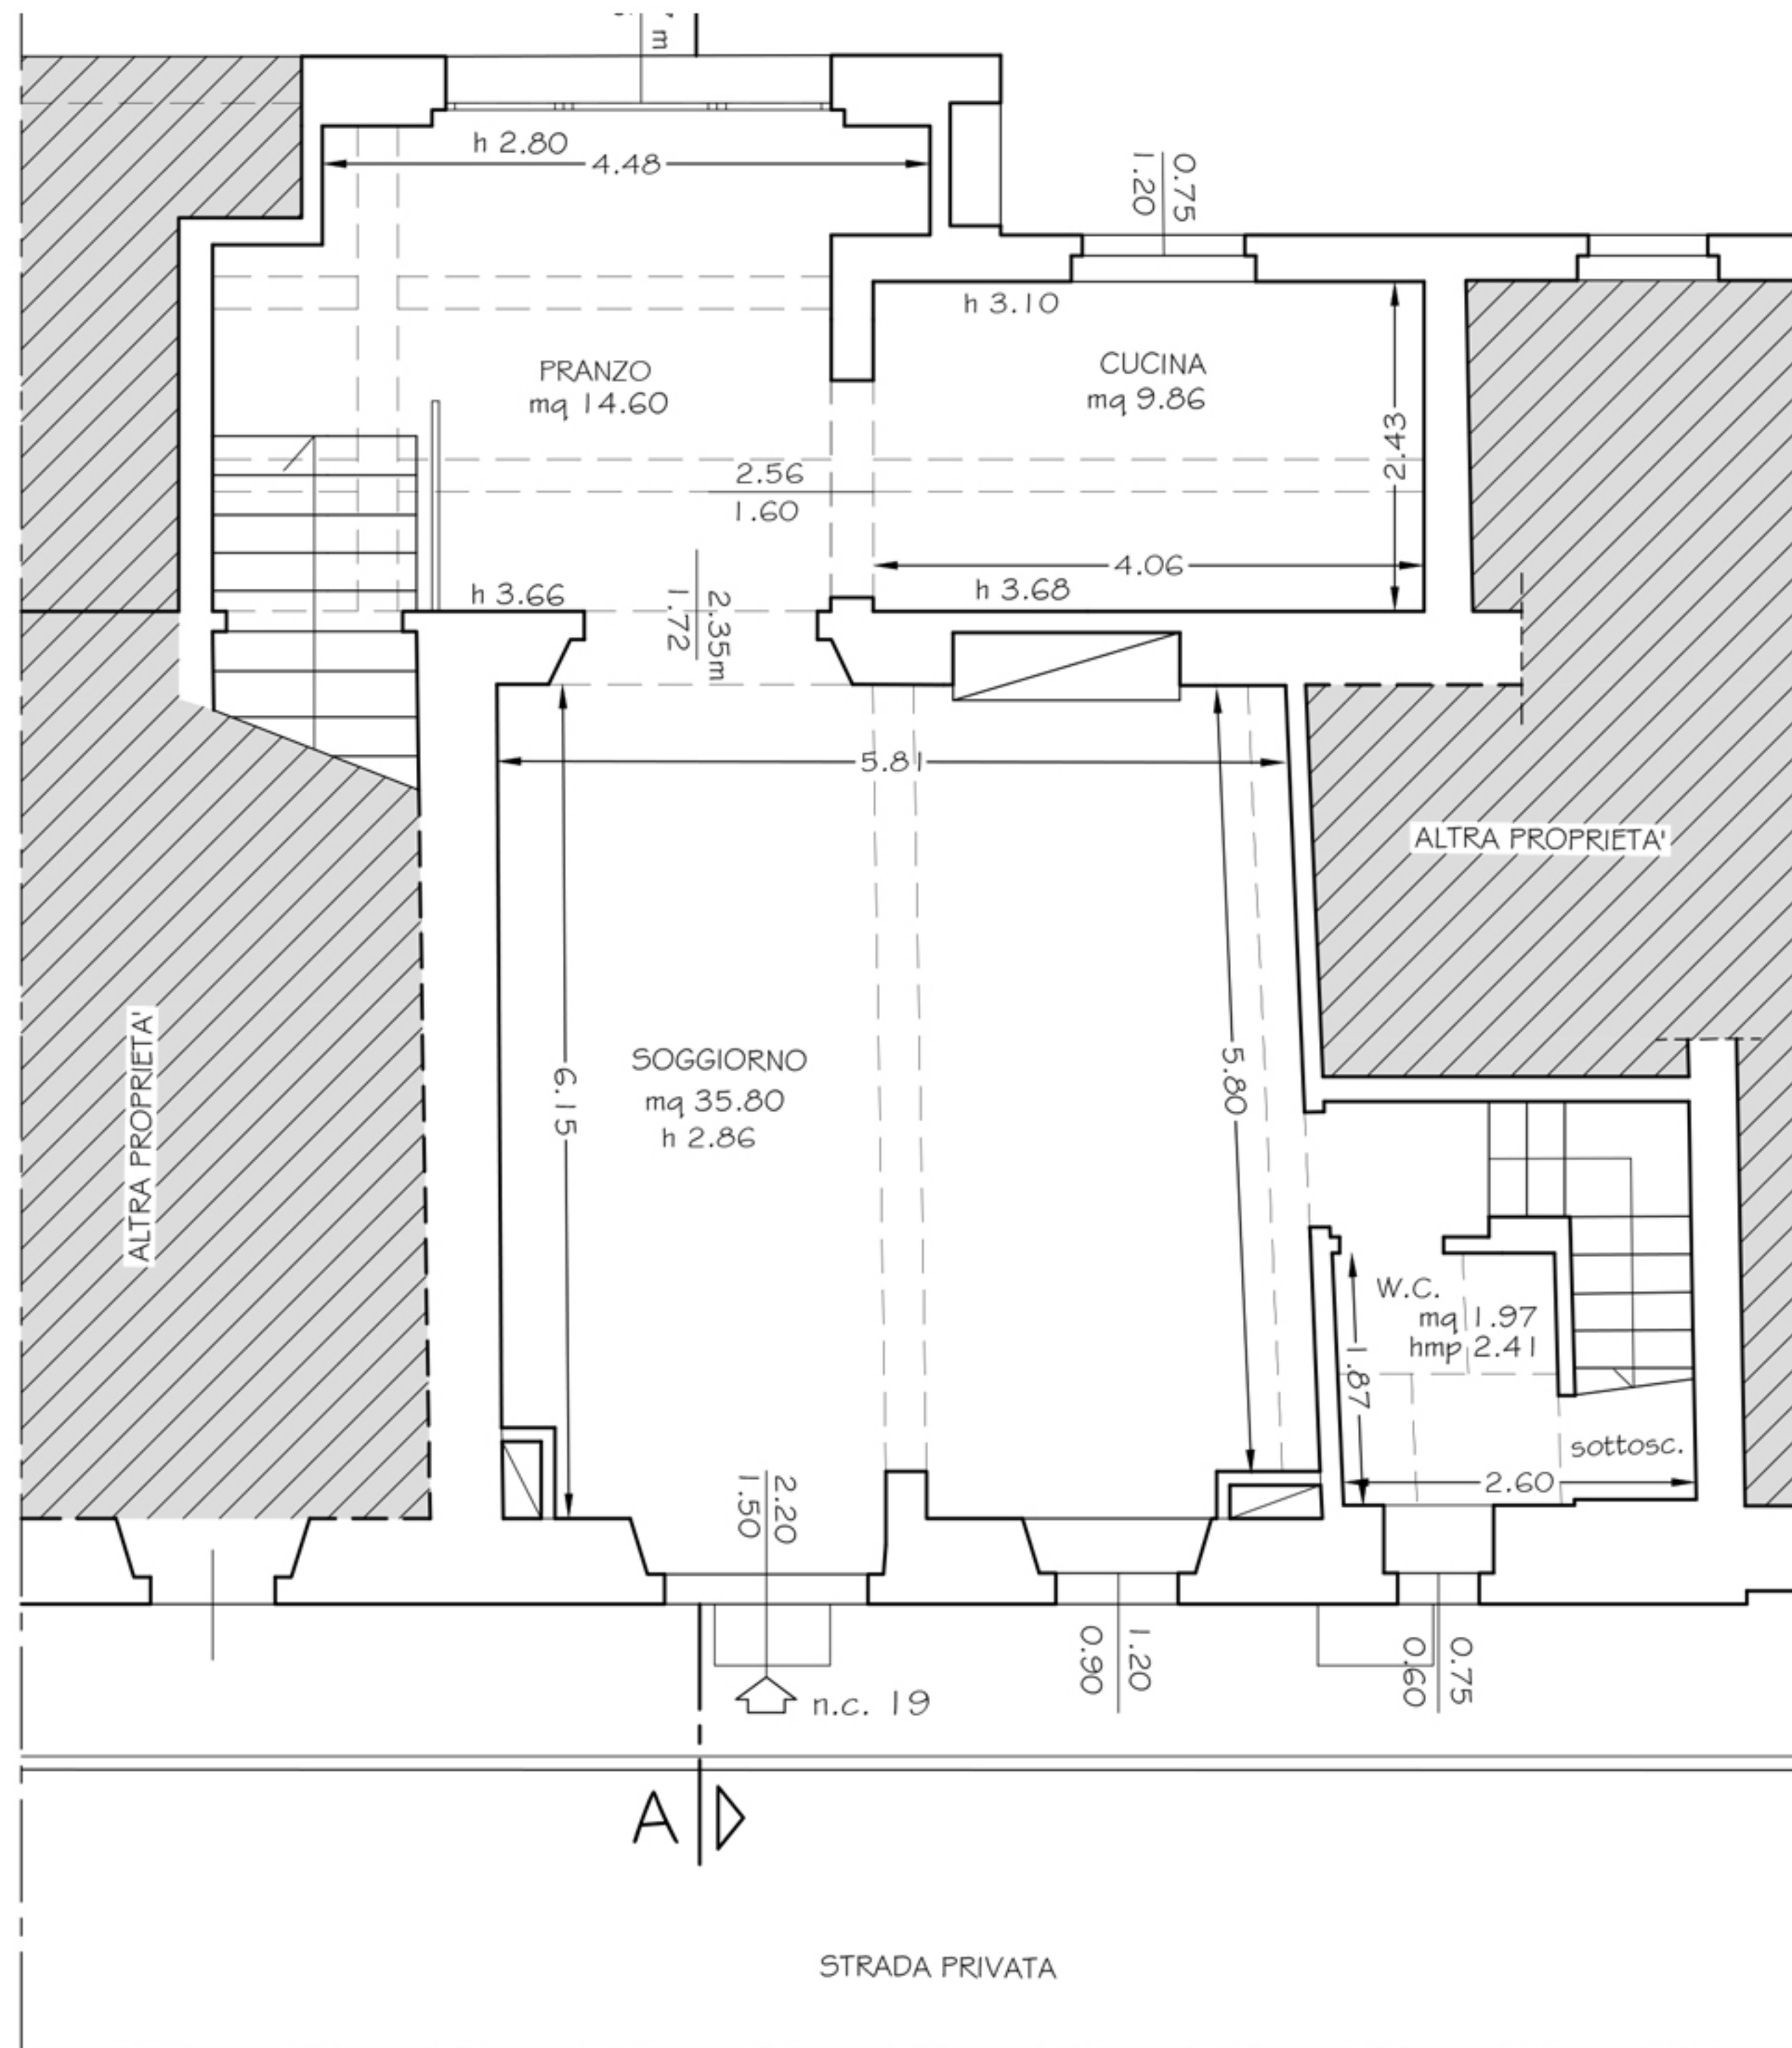 m
h 2.80
4.48
0.75
1.20
h 3.10
PRANZO
mq 14.60
CUCINA
mq 9.86
2.43
2.56
1.60
4.06
h 3.66
h 3.68
2.35m
1.72
5.81
ALTRA PROPRIETA'
ALTRA PROPRIETA'
SOGGIORNO
mq 35.80
h 2.86
6.15
5.80
W.C.
mq 1.97
hmp 2.41
1.87
sottosc.
2.60
2.20
1.50
1.20
0.90
0.75
0.60
n.c. 19
A
STRADA PRIVATA